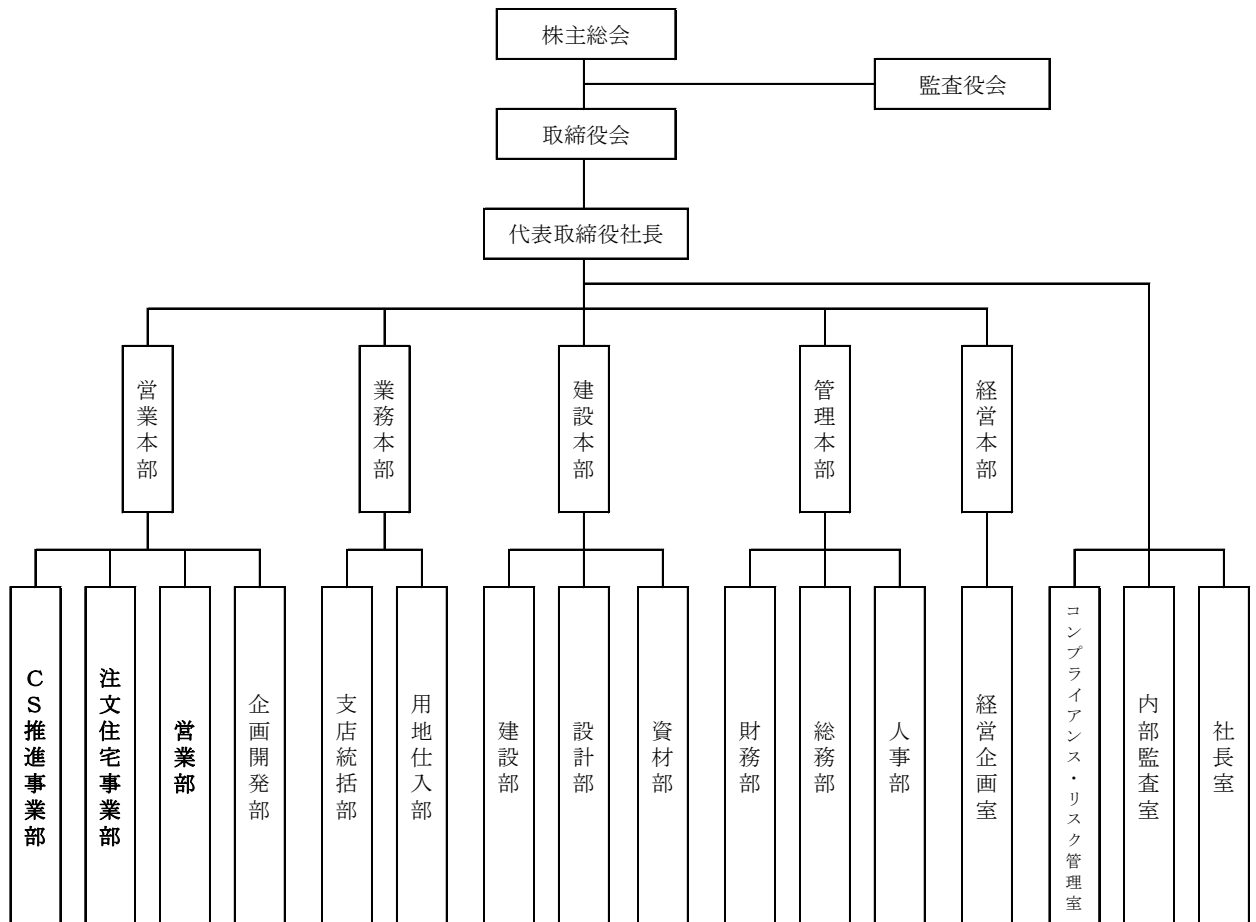 株主総会
監査役会
取締役会
代表取締役社長
営業本部
業務本部
建設本部
管理本部
経営本部
CS推進事業部
注文住宅事業部
営業部
企画開発部
支店統括部
用地仕入部
建設部
設計部
資材部
財務部
総務部
人事部
経営企画室
コンプライアンス・リスク管理室
内部監査室
社長室